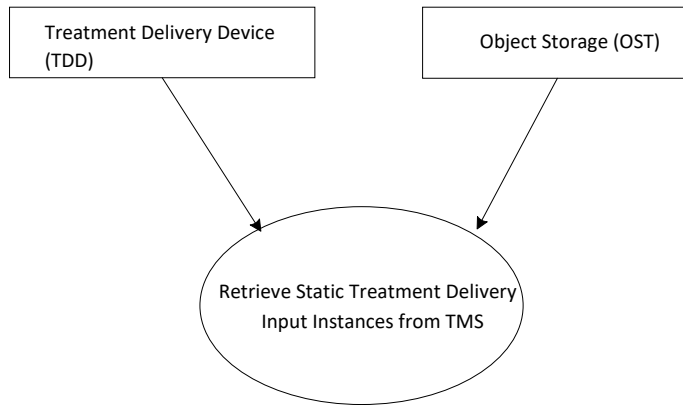 Treatment Delivery Device
(TDD)
Object Storage (OST)
Retrieve Static Treatment Delivery
Input Instances from TMS